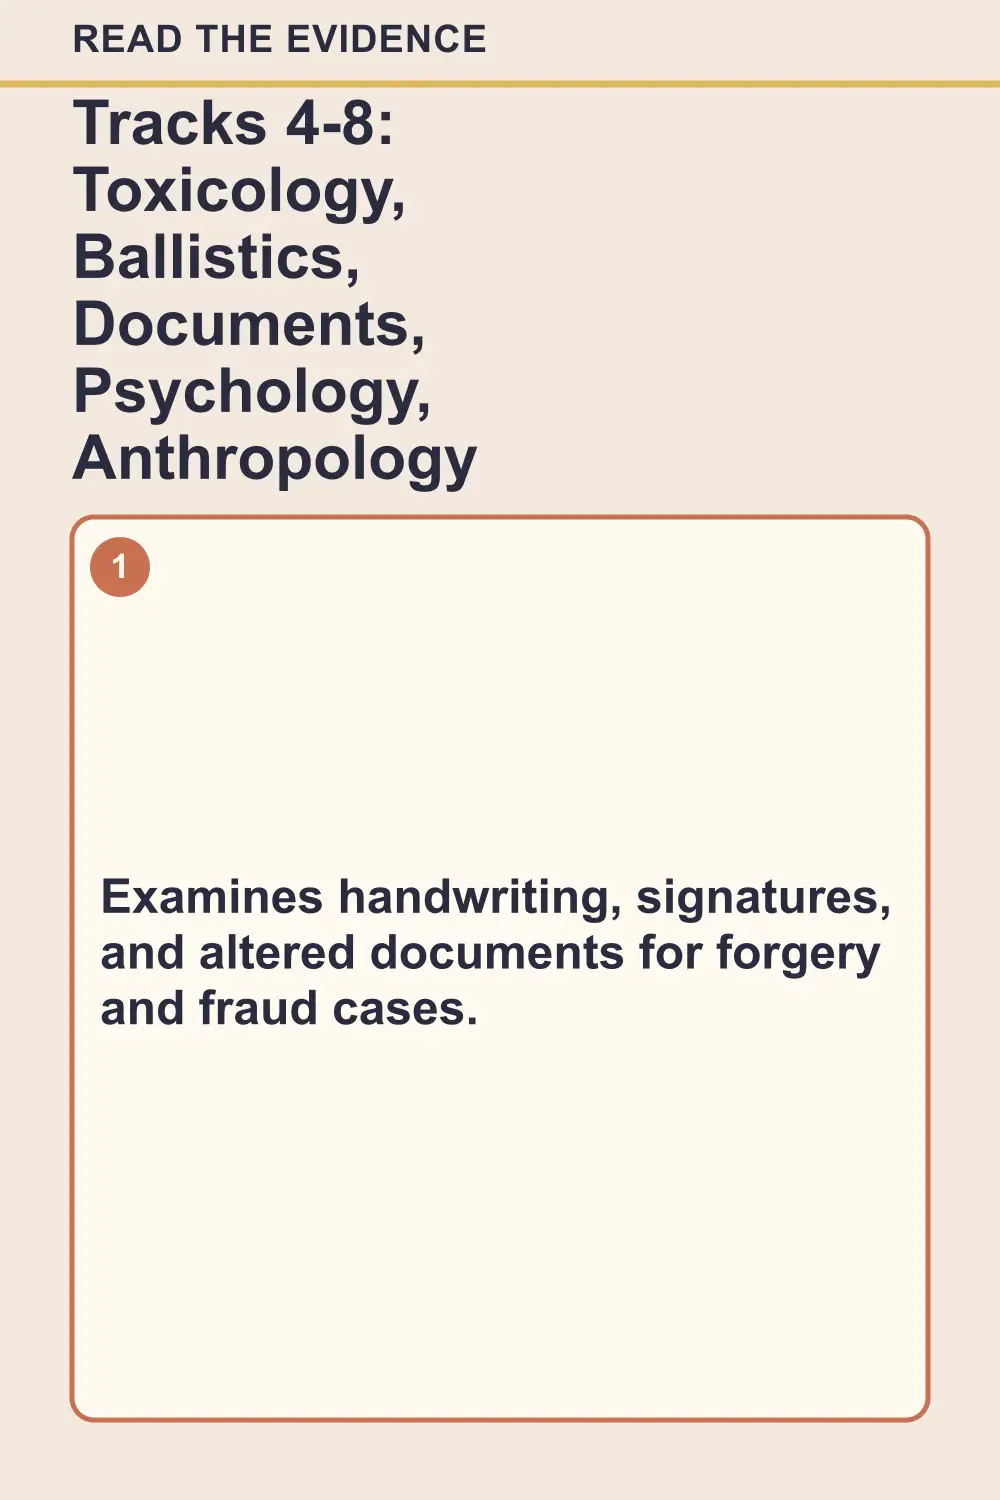 READ THE EVIDENCE
Tracks 4-8:
Toxicology,
Ballistics,
Documents,
Psychology,
Anthropology
1
Examines handwriting, signatures,
and altered documents for forgery
and fraud cases.